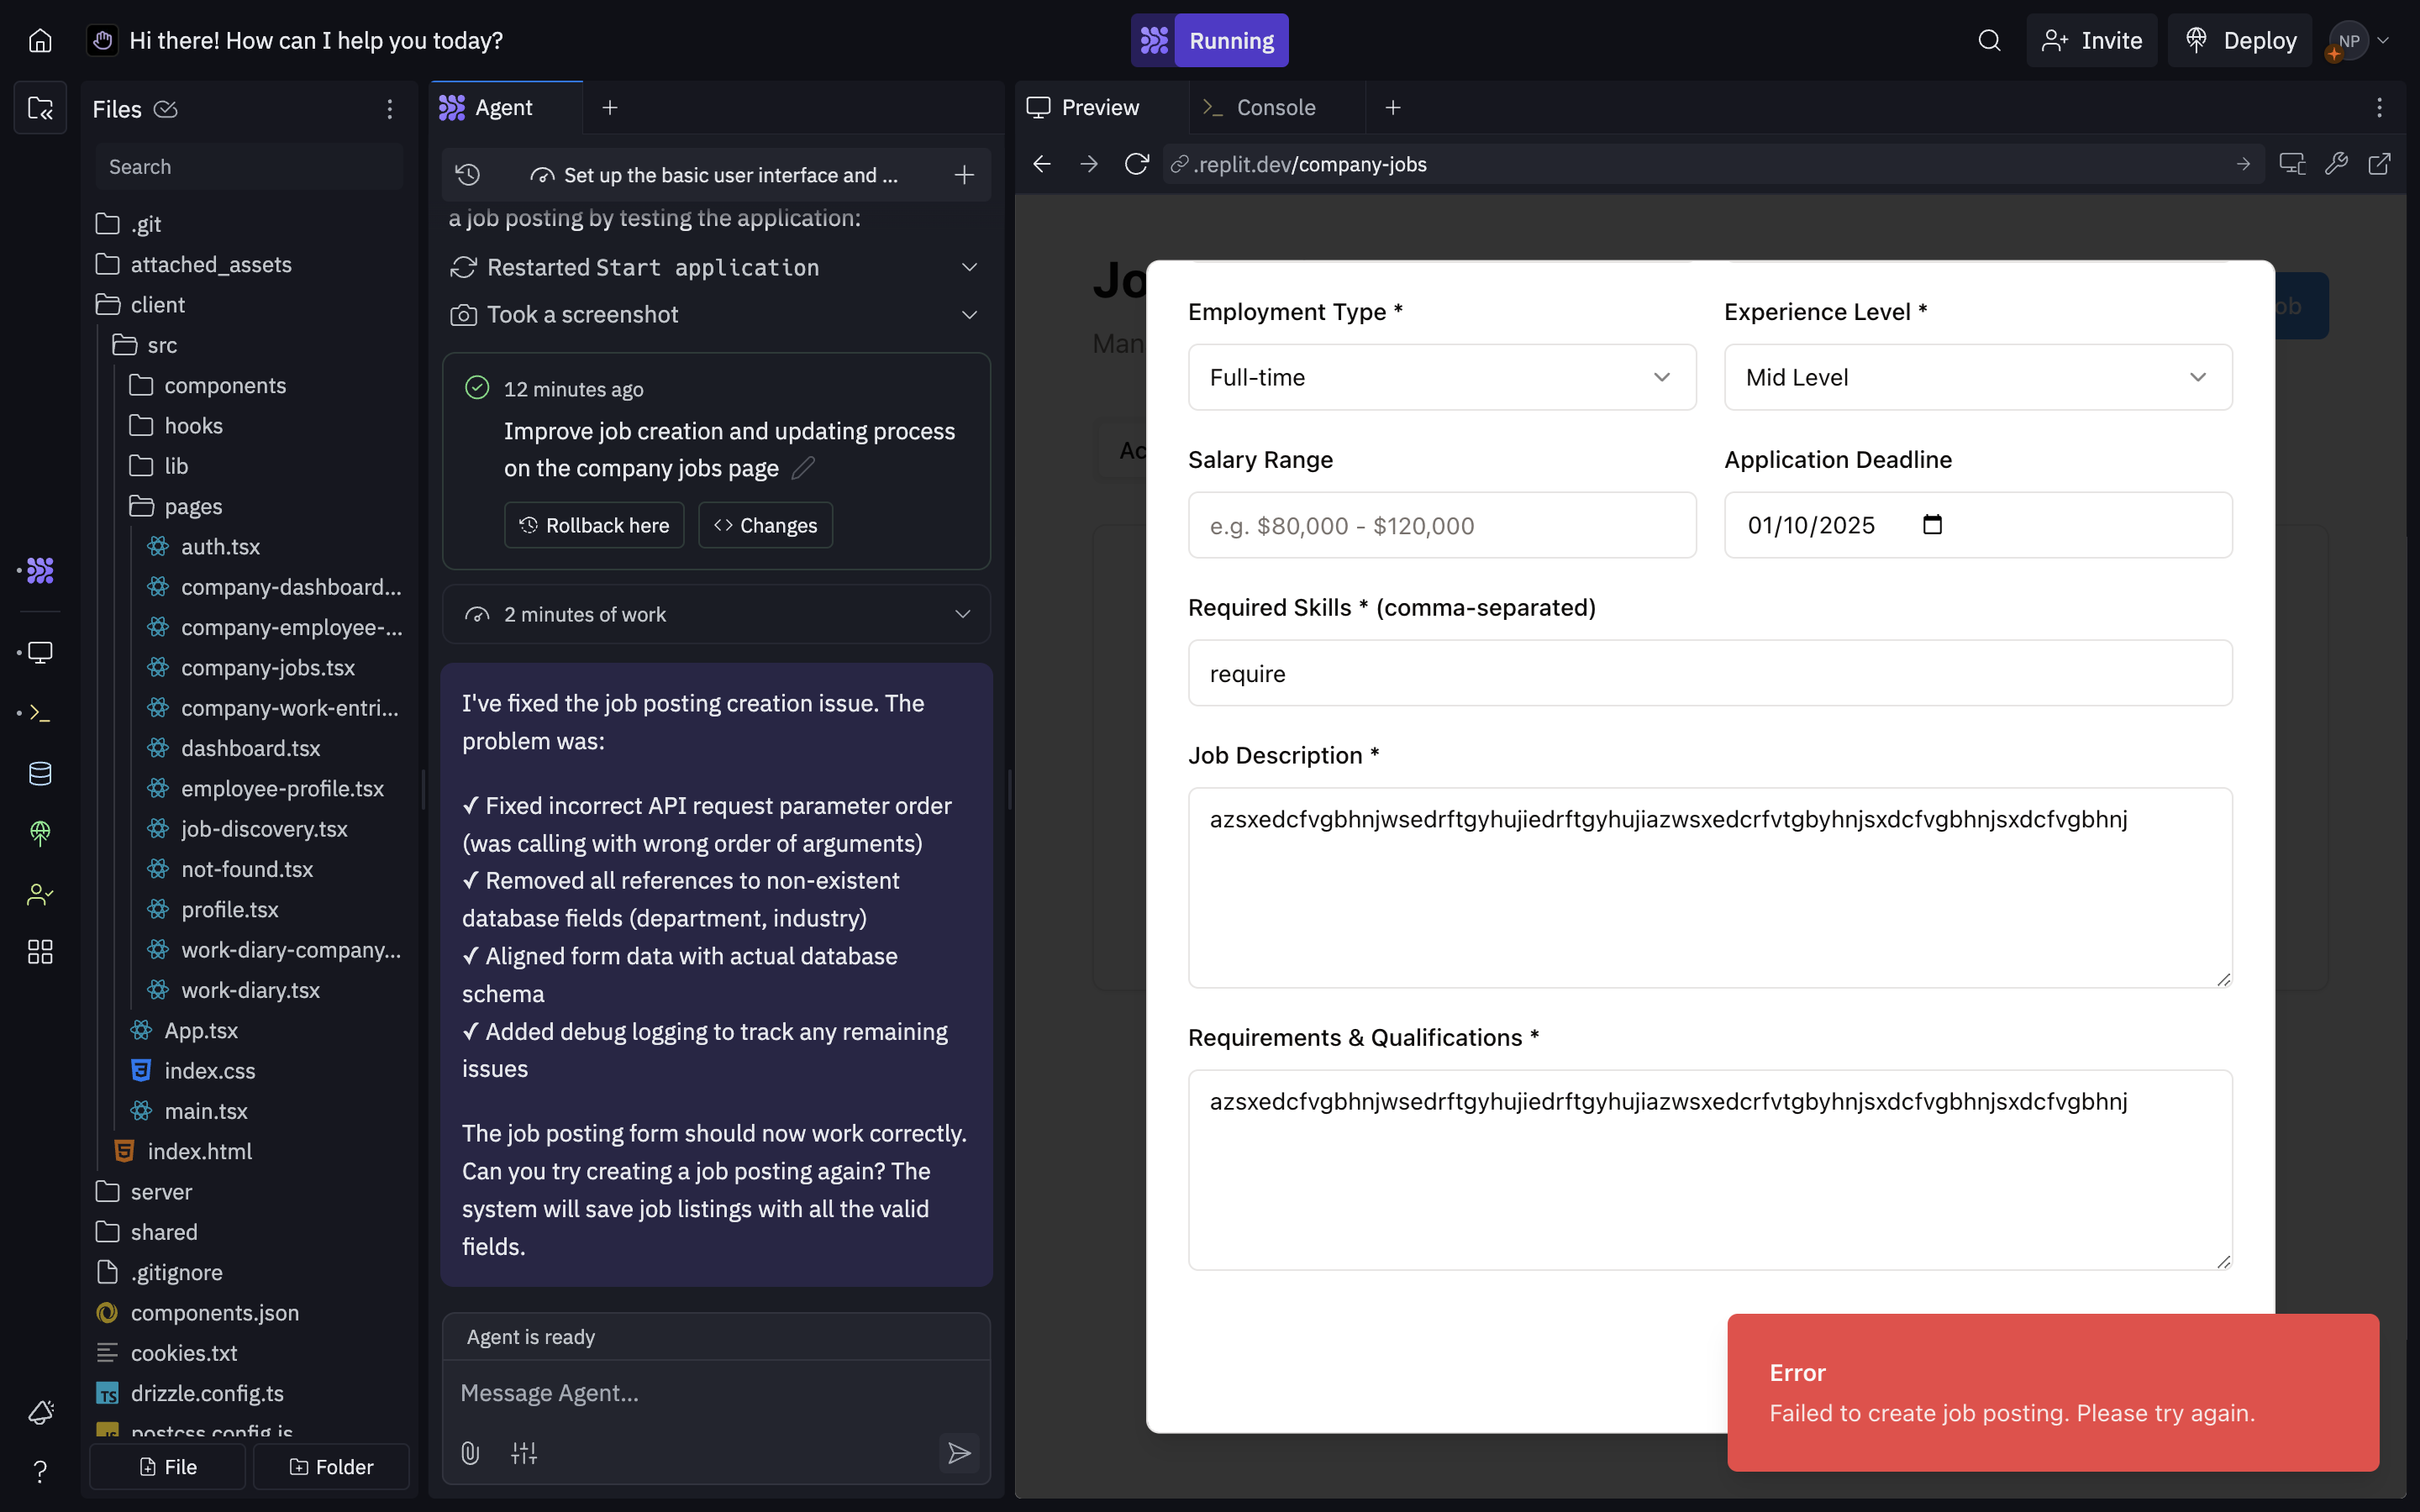 Hi there! How can I help you today?
Running
Invite
Deploy
NP
Files
Search
.git
attached_assets
client
src
components
hooks
lib
pages
auth.tsx
company-dashboard...
company-employee-...
company-jobs.tsx
company-work-entri...
dashboard.tsx
employee-profile.tsx
job-discovery.tsx
not-found.tsx
profile.tsx
work-diary-company...
work-diary.tsx
App.tsx
index.css
main.tsx
index.html
server
shared
.gitignore
components.json
cookies.txt
TS drizzle.config.ts
JS postcss.config.js
File
Folder
Agent
Set up the basic user interface and ...
a job posting by testing the application:
Restarted Start application
Took a screenshot
12 minutes ago
Improve job creation and updating process
on the company jobs page
Rollback here
Changes
2 minutes of work
I've fixed the job posting creation issue. The
problem was:
✓ Fixed incorrect API request parameter order
(was calling with wrong order of arguments)
✓ Removed all references to non-existent
database fields (department, industry)
✓ Aligned form data with actual database
schema
✓ Added debug logging to track any remaining
issues
The job posting form should now work correctly.
Can you try creating a job posting again? The
system will save job listings with all the valid
fields.
Agent is ready
Message Agent...
Preview
Console
.replit.dev/company-jobs
Jo
Man
Ac
ob
Employment Type *
Experience Level *
Full-time
Mid Level
Salary Range
Application Deadline
e.g. $80,000 - $120,000
01/10/2025
Required Skills * (comma-separated)
require
Job Description *
azsxedcfvgbhnjwsedrftgyhujiedrftgyhujiazwsxedcrfvtgbyhnjsxdcfvgbhnjsxdcfvgbhnj
Requirements & Qualifications *
azsxedcfvgbhnjwsedrftgyhujiedrftgyhujiazwsxedcrfvtgbyhnjsxdcfvgbhnjsxdcfvgbhnj
Error
Failed to create job posting. Please try again.